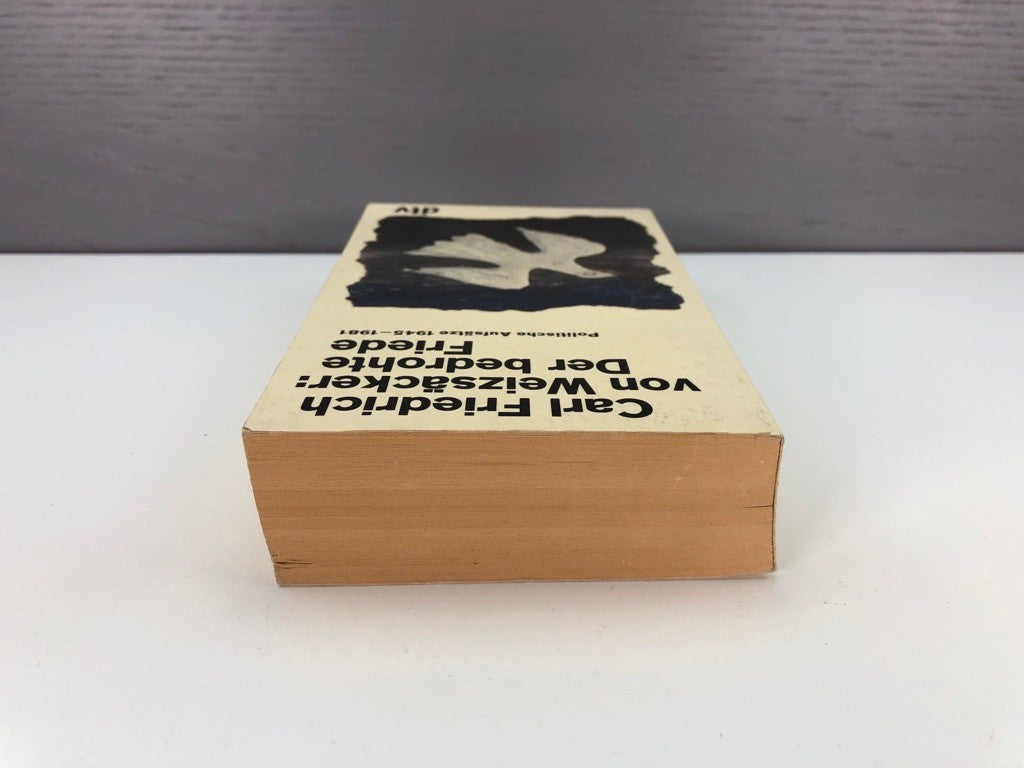 Carl Friedrich
von Weizsäcker:
Der bedrohte
Friede
Politische Aufsätze 1945–1981
dtv